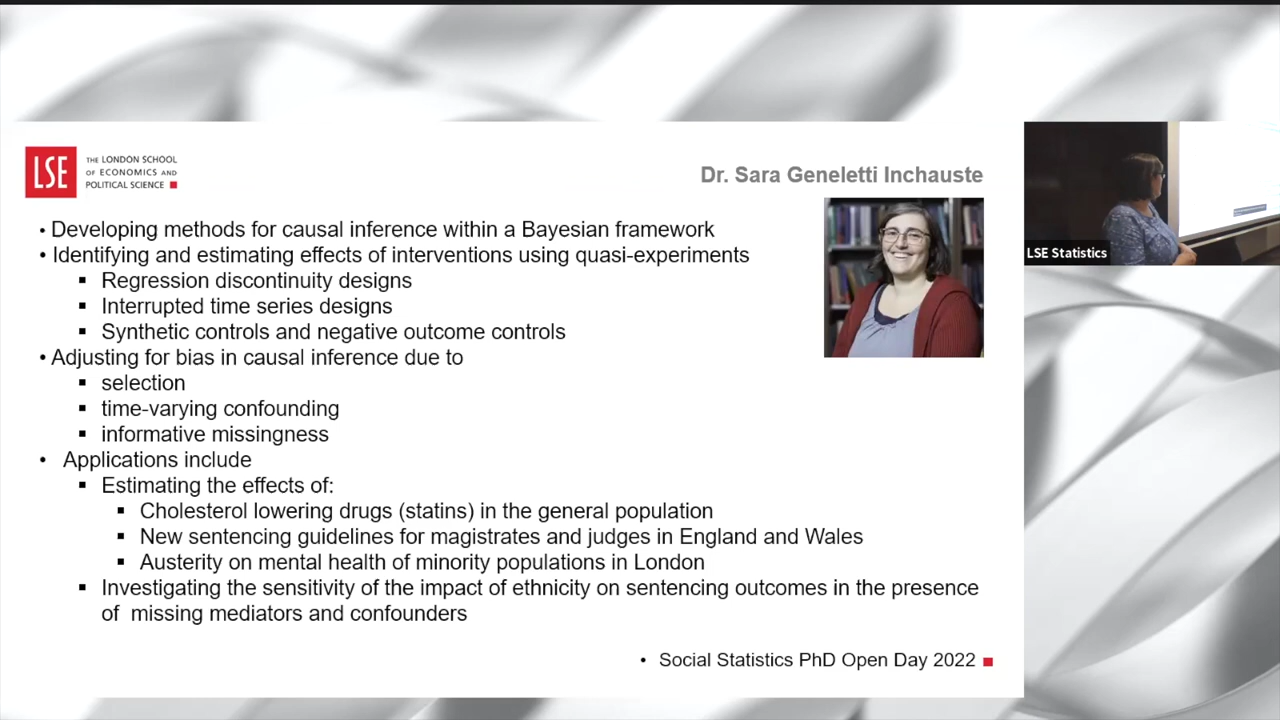 LSE
THE LONDON SCHOOL
OF ECONOMICS AND
POLITICAL SCIENCE
Dr. Sara Geneletti Inchauste
• Developing methods for causal inference within a Bayesian framework
• Identifying and estimating effects of interventions using quasi-experiments
▪ Regression discontinuity designs
▪ Interrupted time series designs
▪ Synthetic controls and negative outcome controls
• Adjusting for bias in causal inference due to
▪ selection
▪ time-varying confounding
▪ informative missingness
• Applications include
▪ Estimating the effects of:
▪ Cholesterol lowering drugs (statins) in the general population
▪ New sentencing guidelines for magistrates and judges in England and Wales
▪ Austerity on mental health of minority populations in London
▪ Investigating the sensitivity of the impact of ethnicity on sentencing outcomes in the presence
of missing mediators and confounders
• Social Statistics PhD Open Day 2022
LSE Statistics